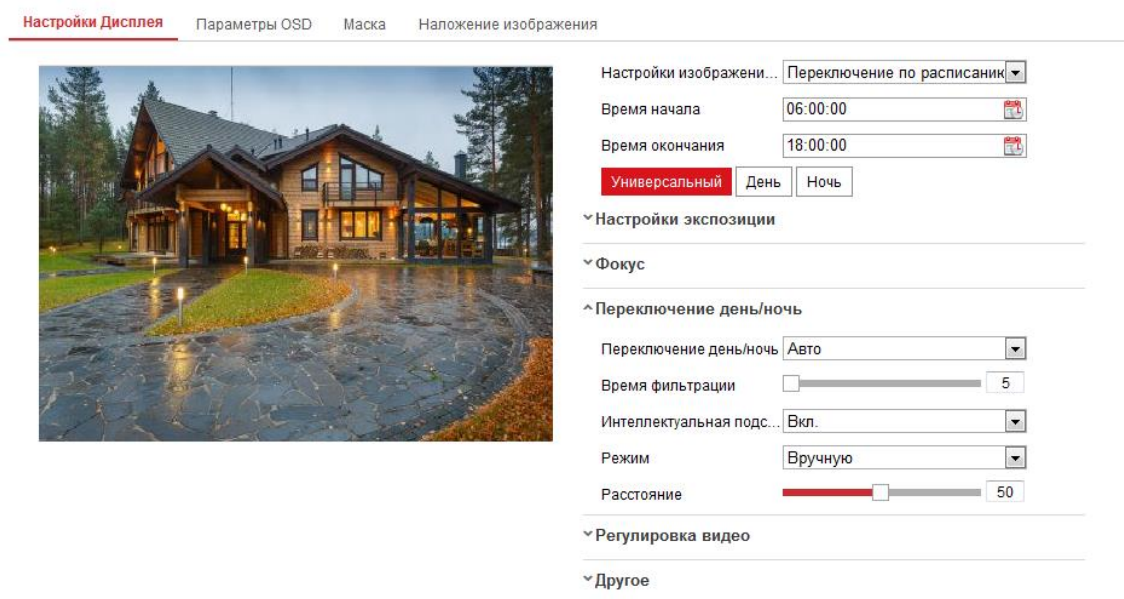 Настройки Дисплея Параметры OSD Маска Наложение изображения
Настройки изображени... Переключение по расписаник
Время начала 06:00:00
Время окончания 18:00:00
Универсальный День Ночь
Настройки экспозиции
Фокус
Переключение день/ночь
Переключение день/ночь Авто
Время фильтрации 5
Интеллектуальная подс... Вкл.
Режим Вручную
Расстояние 50
Регулировка видео
Другое